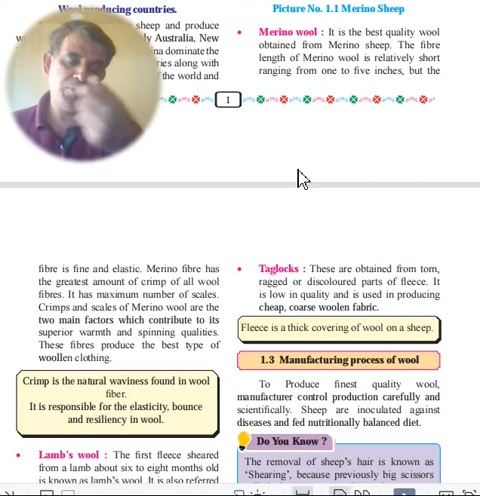 Wool producing countries.
sheep and produce
Australia, New
dominate the
along with
the world and
Picture No. 1.1 Merino Sheep
• Merino wool : It is the best quality wool
obtained from Merino sheep. The fibre
length of Merino wool is relatively short
ranging from one to five inches, but the
1
fibre is fine and elastic. Merino fibre has
the greatest amount of crimp of all wool
fibres. It has maximum number of scales.
Crimps and scales of Merino wool are the
two main factors which contribute to its
superior warmth and spinning qualities.
These fibres produce the best type of
woollen clothing.
Crimp is the natural waviness found in wool
fiber.
It is responsible for the elasticity, bounce
and resiliency in wool.
• Lamb's wool : The first fleece sheared
from a lamb about six to eight months old
is known as lamb's wool. It is also referred
• Taglocks : These are obtained from torn,
ragged or discoloured parts of fleece. It
is low in quality and is used in producing
cheap, coarse woolen fabric.
Fleece is a thick covering of wool on a sheep.
1.3 Manufacturing process of wool
To Produce finest quality wool,
manufacturer control production carefully and
scientifically. Sheep are inoculated against
diseases and fed nutritionally balanced diet.
Do You Know ?
The removal of sheep's hair is known as
'Shearing', because previously big scissors